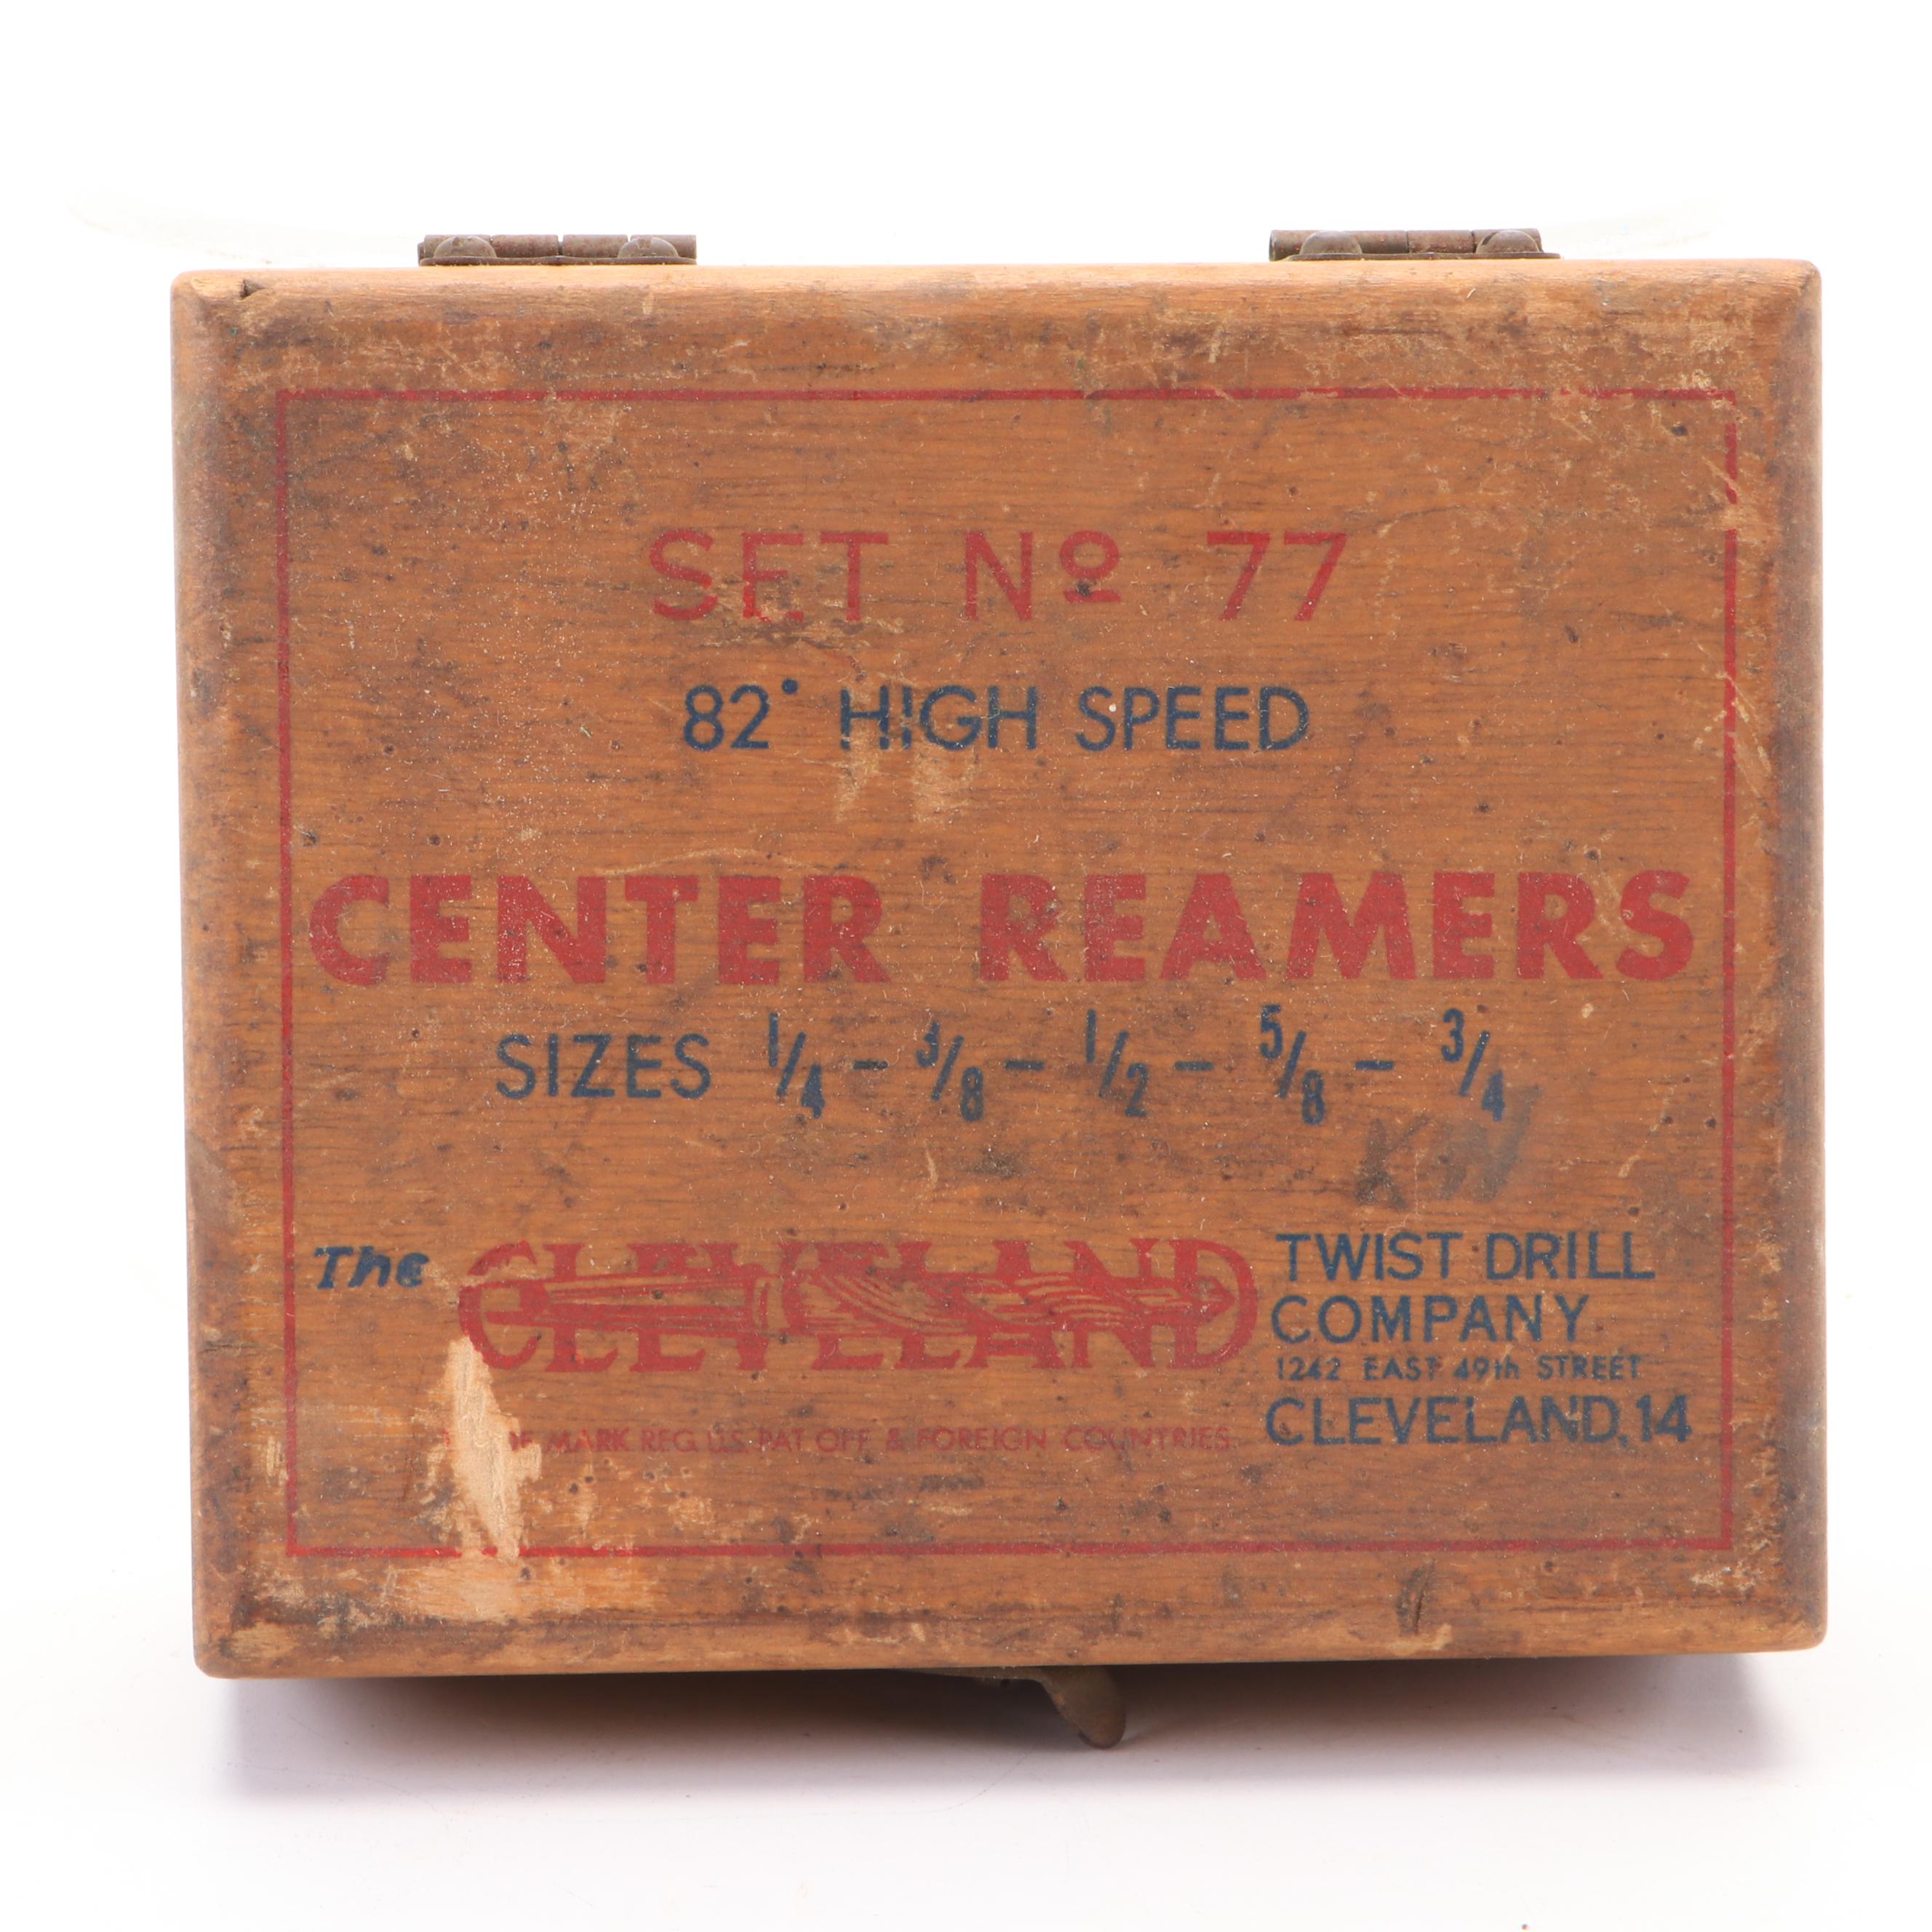 SET Nº 77
82° HIGH SPEED
CENTER REAMERS
SIZES 1/4 - 3/8 - 1/2 - 5/8 - 3/4
KW
The CLEVELAND TWIST DRILL
COMPANY
1242 EAST 49th STREET
CLEVELAND, 14
MARK REG. U.S. PAT. OFF. & FOREIGN COUNTRIES